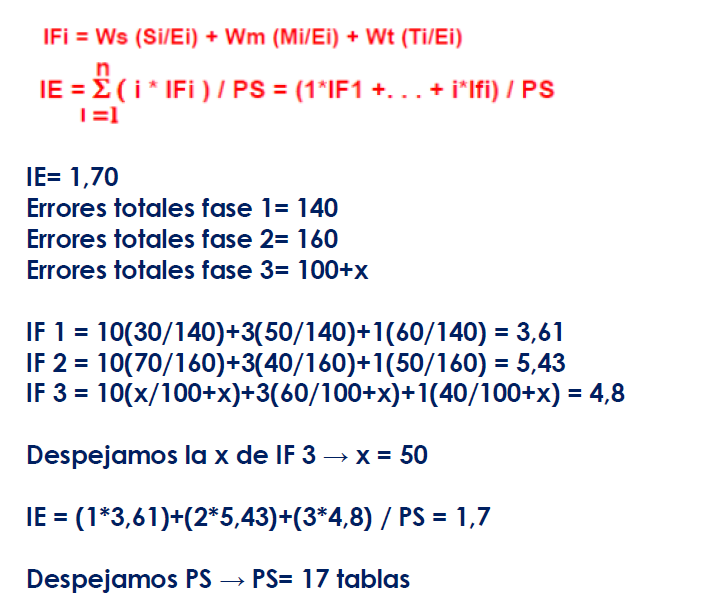 IFi = Ws (Si/Ei) + Wm (Mi/Ei) + Wt (Ti/Ei)
n
IE = Σ ( i * IFi ) / PS = (1*IF1 +. . . + i*Ifi) / PS
I =1
IE= 1,70
Errores totales fase 1= 140
Errores totales fase 2= 160
Errores totales fase 3= 100+x
IF 1 = 10(30/140)+3(50/140)+1(60/140) = 3,61
IF 2 = 10(70/160)+3(40/160)+1(50/160) = 5,43
IF 3 = 10(x/100+x)+3(60/100+x)+1(40/100+x) = 4,8
Despejamos la x de IF 3 → x = 50
IE = (1*3,61)+(2*5,43)+(3*4,8) / PS = 1,7
Despejamos PS → PS= 17 tablas